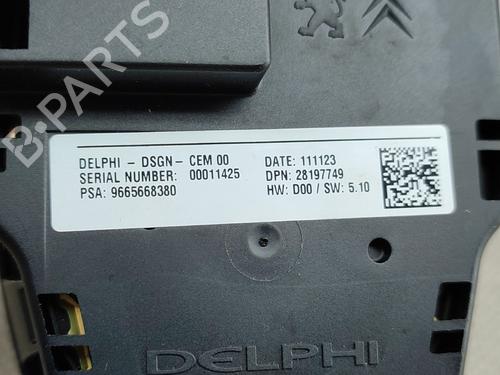 B-PARTS
DELPHI - DSGN - CEM 00 DATE: 111123
SERIAL NUMBER: 00011425 DPN: 28197749
PSA: 9665668380 HW: D00 / SW: 5.10
DELPHI